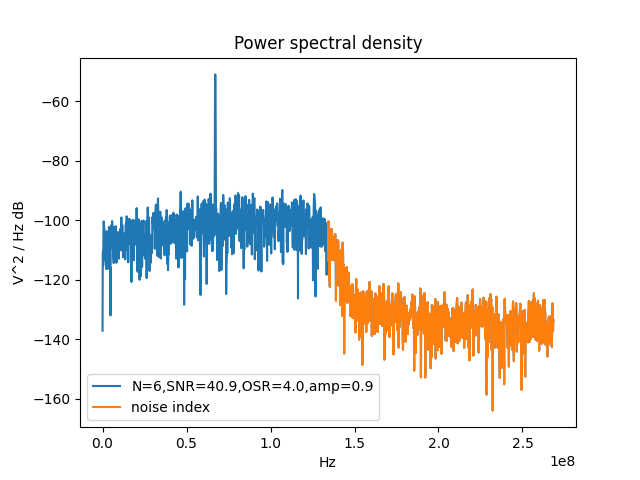 Power spectral density
V^2 / Hz dB
−60
−80
−100
−120
−140
−160
N=6,SNR=40.9,OSR=4.0,amp=0.9
noise index
0.0 0.5 1.0 1.5 2.0 2.5
1e8
Hz